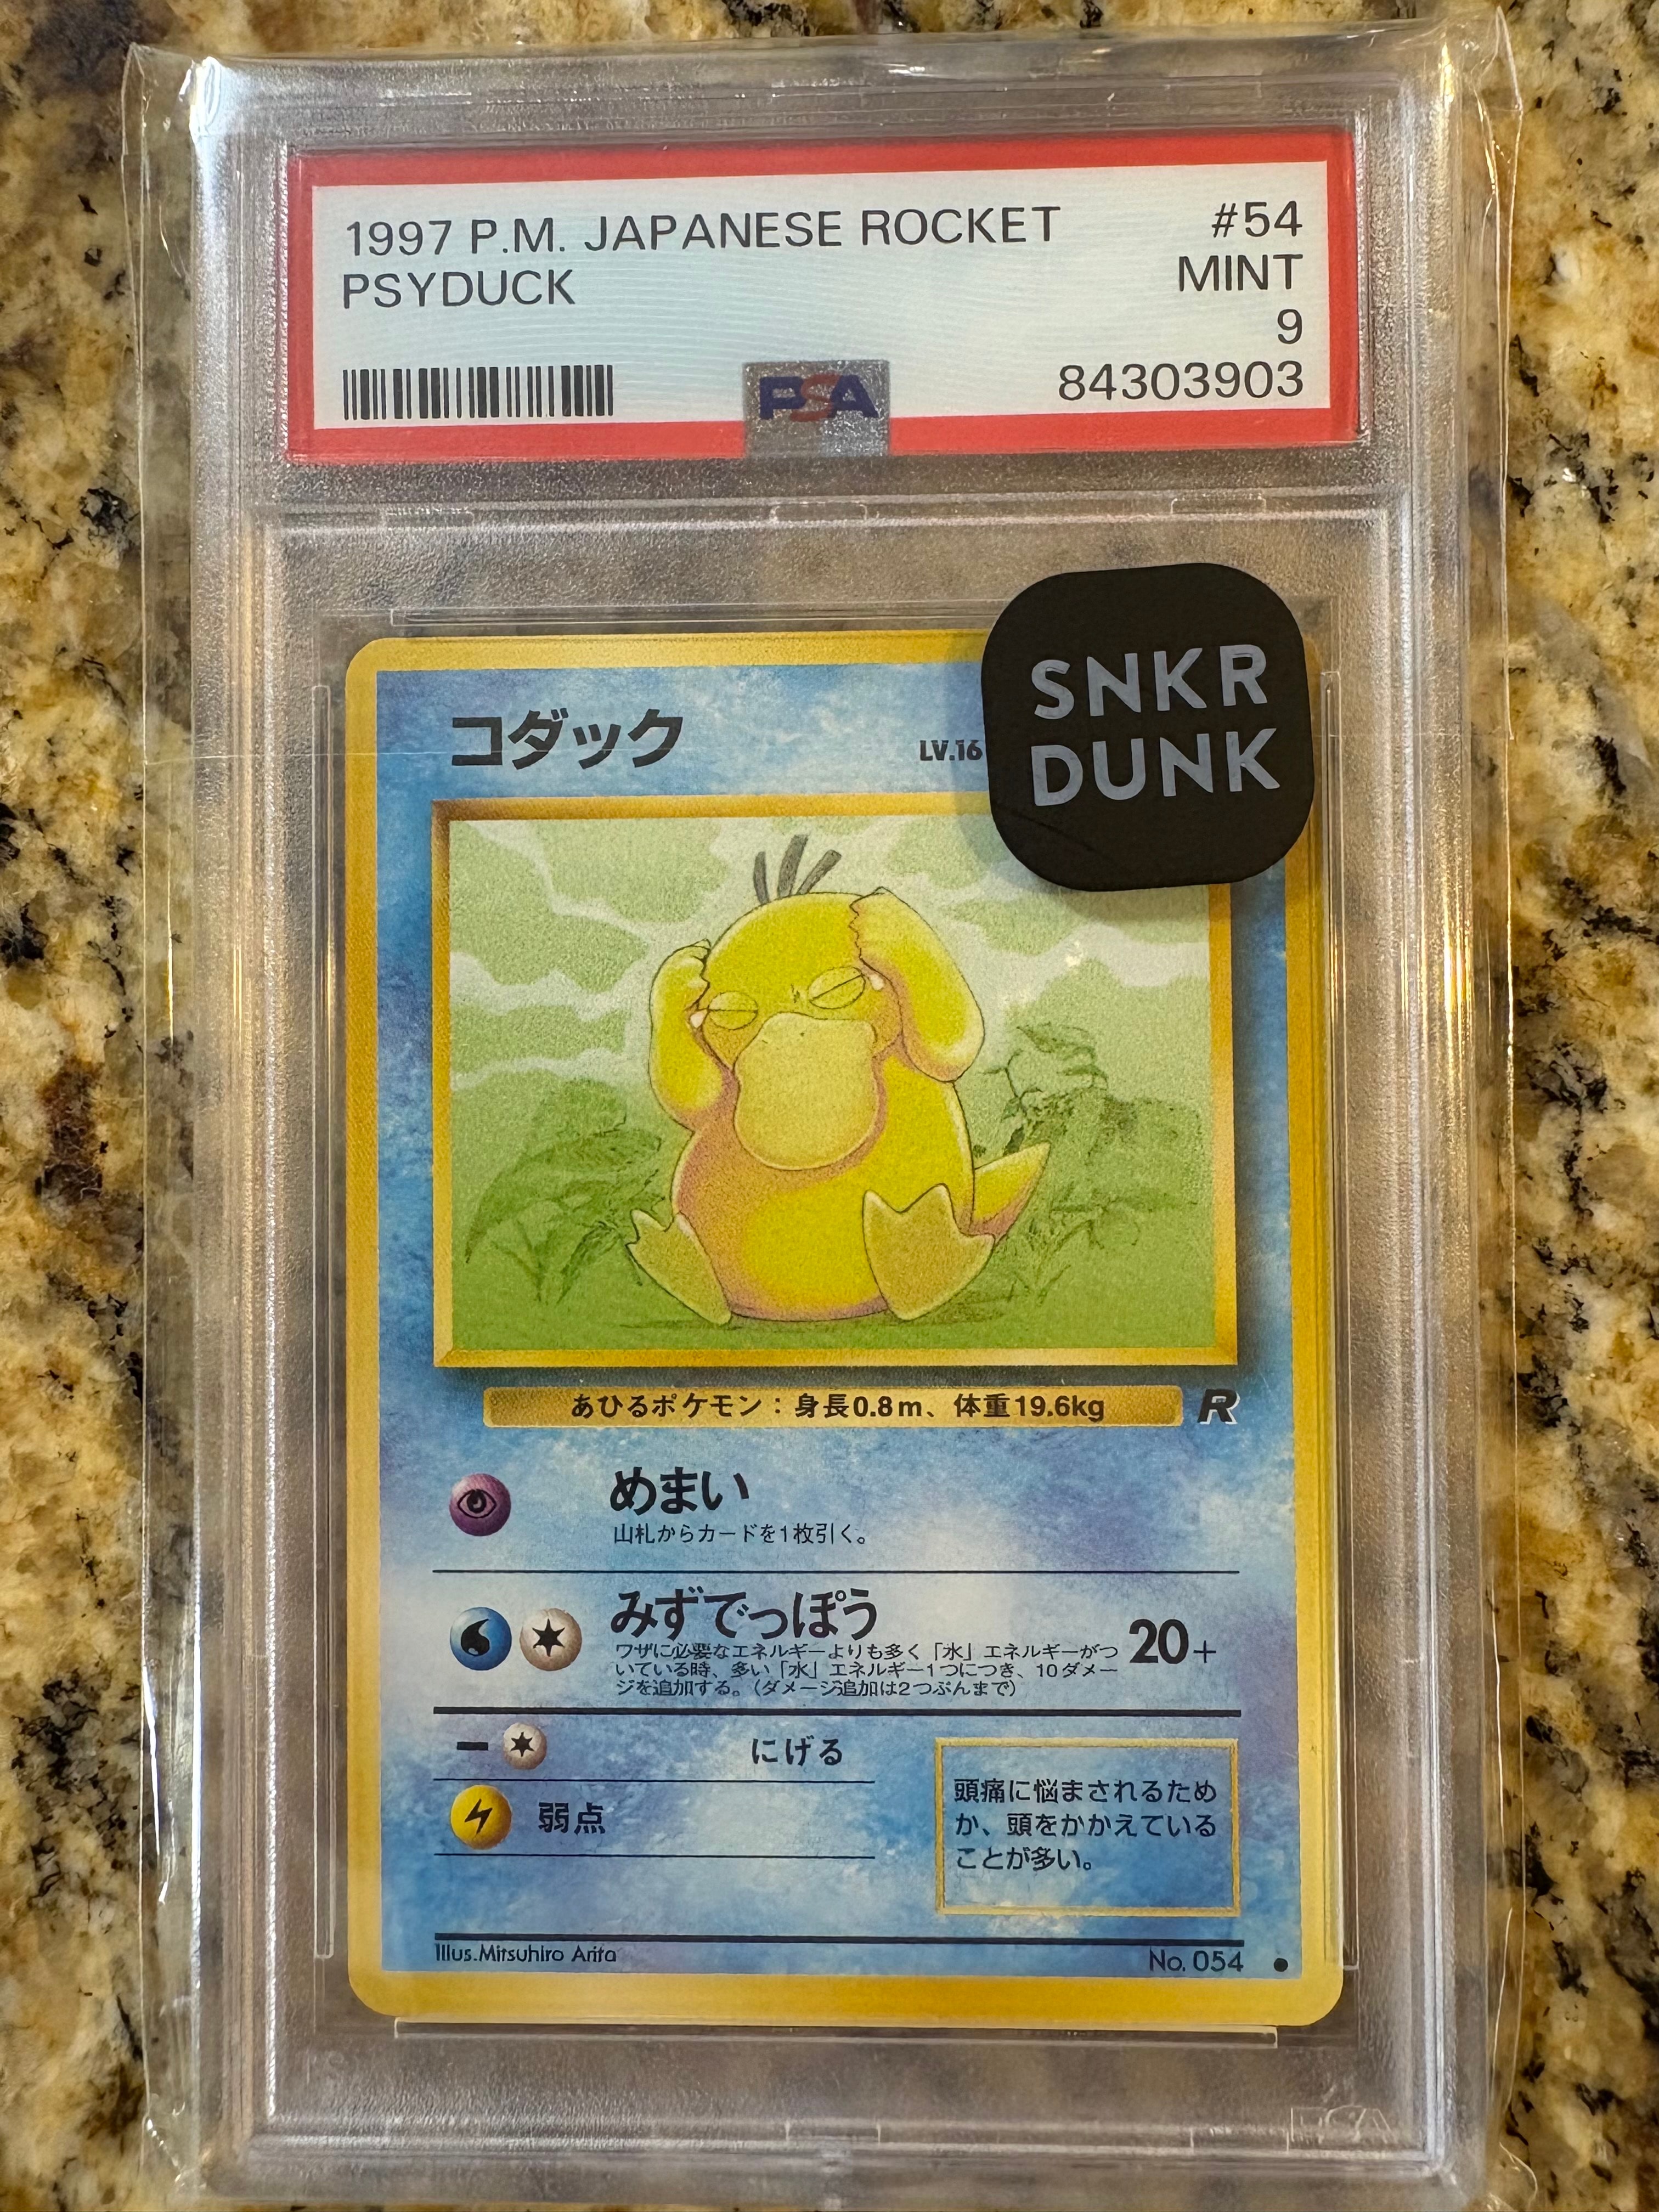 1997 P.M. JAPANESE ROCKET #54
PSYDUCK MINT
9
PSA 84303903
SNKR
DUNK
コダック LV.16
あひるポケモン：身長0.8m、体重19.6kg R
めまい
山札からカードを1枚引く。
みずでっぽう 20+
ワザに必要なエネルギーよりも多く「水」エネルギーがつ
いている時、多い「水」エネルギー1つにつき、10ダメー
ジを追加する。（ダメージ追加は2つぶんまで）
ー にげる
弱点
頭痛に悩まされるため
か、頭をかかえている
ことが多い。
Illus.Mitsuhiro Arita No. 054 ●
PSA